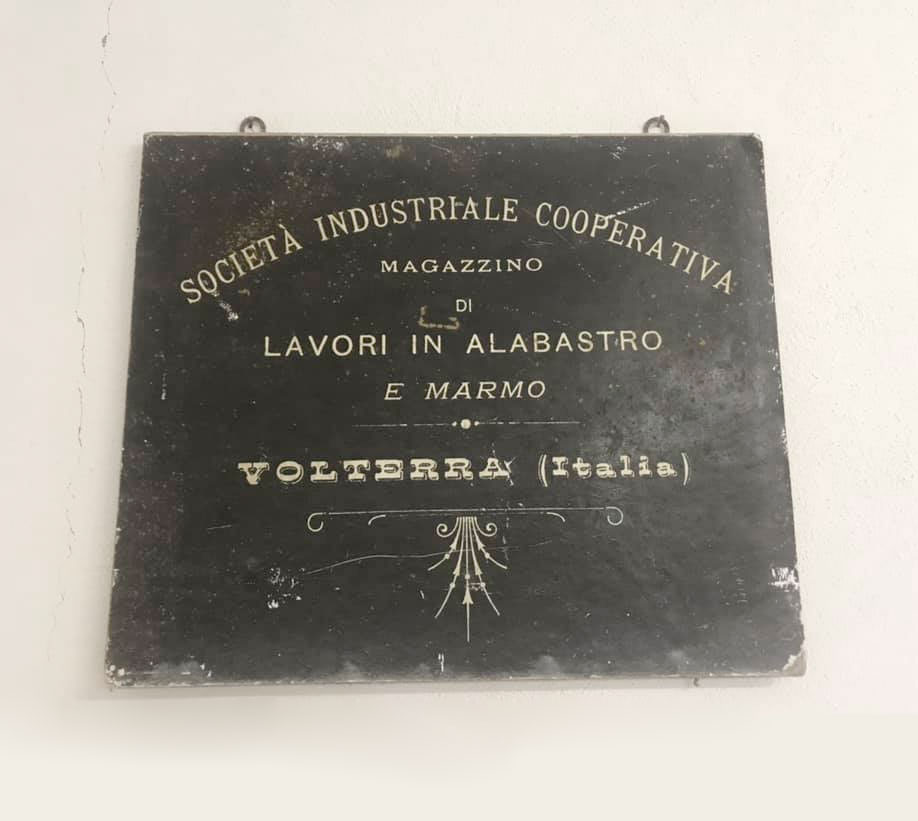 SOCIETÀ INDUSTRIALE COOPERATIVA
MAGAZZINO
DI
LAVORI IN ALABASTRO
E MARMO
VOLTERRA (Italia)